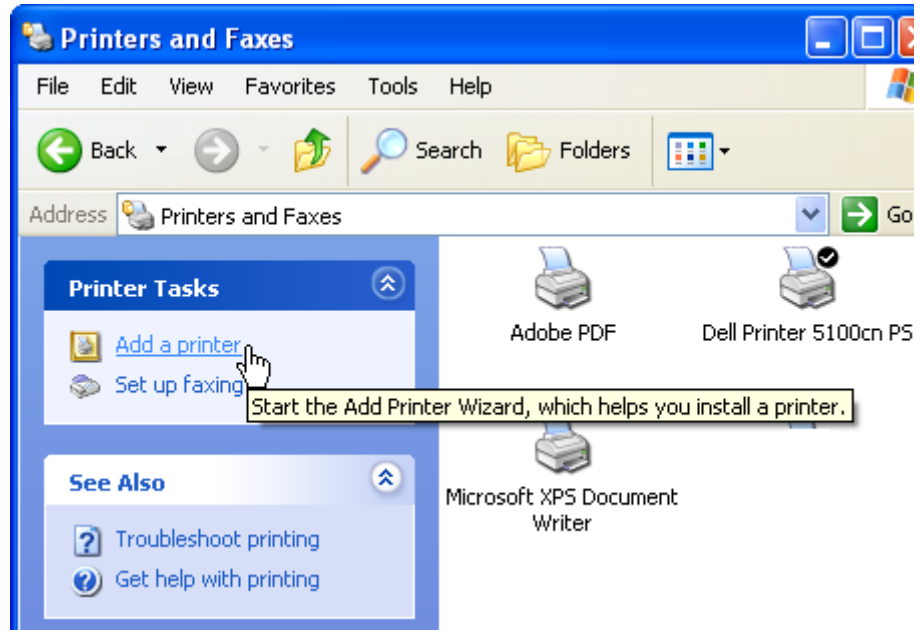 Printers and Faxes
File Edit View Favorites Tools Help
Back Search Folders
Address Printers and Faxes Go
Printer Tasks
Add a printer
Set up faxing
Start the Add Printer Wizard, which helps you install a printer.
See Also
Troubleshoot printing
Get help with printing
Adobe PDF
Dell Printer 5100cn PS
Microsoft XPS Document
Writer